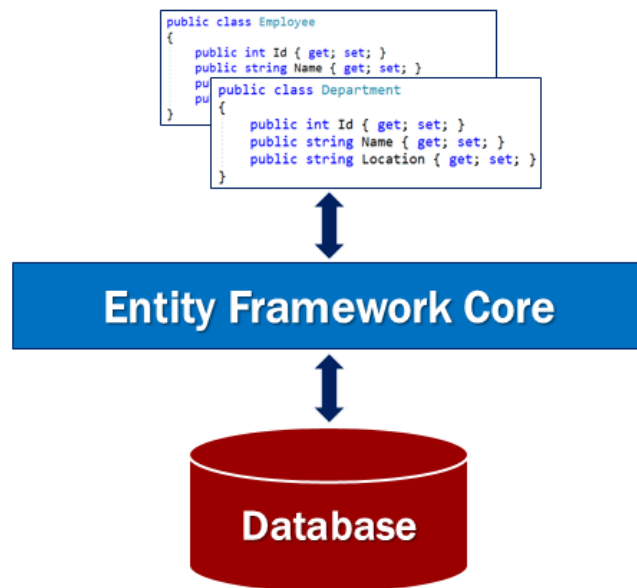 public class Employee
{
public int Id { get; set; }
public string Name { get; set; }
pu
pu
}
public class Department
{
public int Id { get; set; }
public string Name { get; set; }
public string Location { get; set; }
}
Entity Framework Core
Database